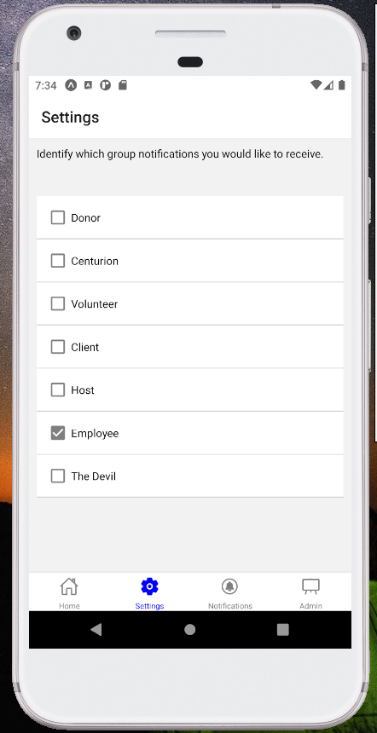 7:34
Settings
Identify which group notifications you would like to receive.
Donor
Centurion
Volunteer
Client
Host
Employee
The Devil
Home Settings Notifications Admin